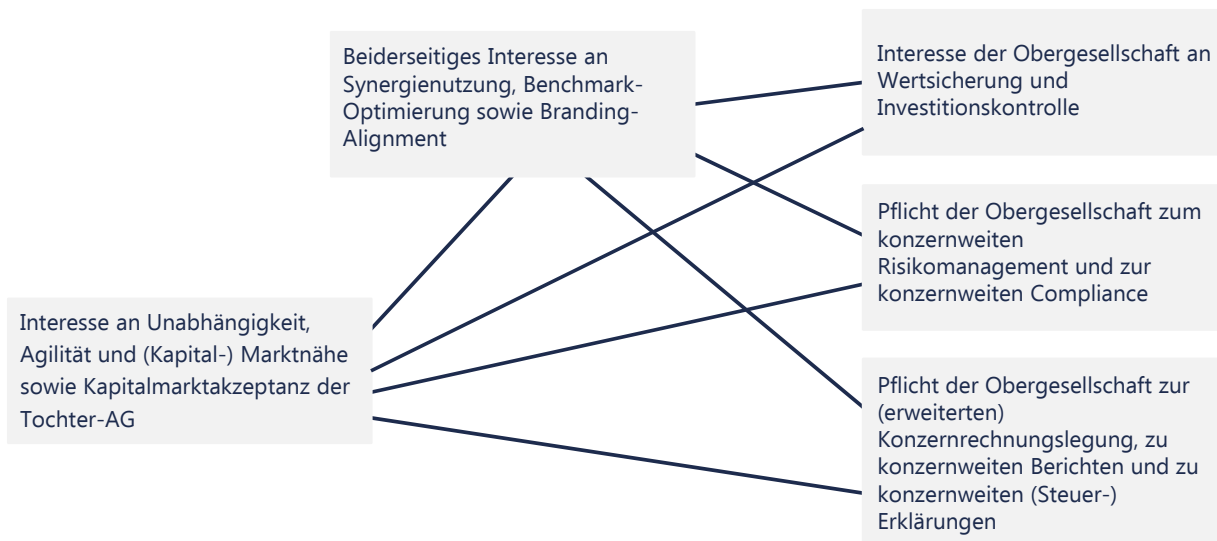 Beiderseitiges Interesse an
Synergienutzung, Benchmark-
Optimierung sowie Branding-
Alignment
Interesse der Obergesellschaft an
Wertsicherung und
Investitionskontrolle
Pflicht der Obergesellschaft zum
konzernweiten
Risikomanagement und zur
konzernweiten Compliance
Interesse an Unabhängigkeit,
Agilität und (Kapital-) Marktnähe
sowie Kapitalmarktakzeptanz der
Tochter-AG
Pflicht der Obergesellschaft zur
(erweiterten)
Konzernrechnungslegung, zu
konzernweiten Berichten und zu
konzernweiten (Steuer-)
Erklärungen